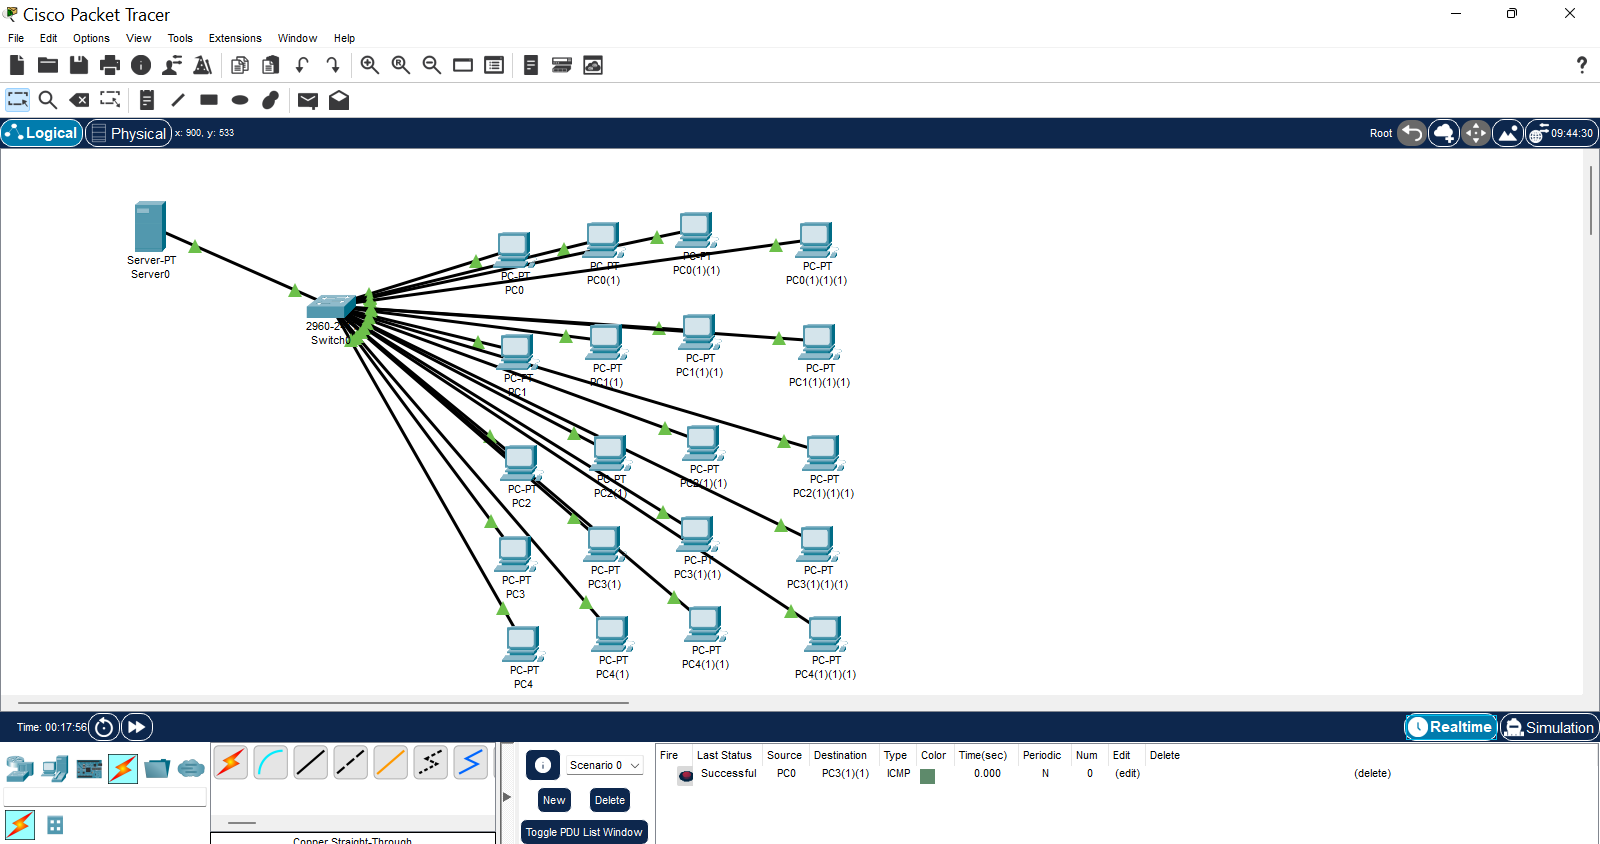 Cisco Packet Tracer
File Edit Options View Tools Extensions Window Help
Logical Physical x: 900, y: 533 Root 09:44:30
Server-PT
Server0
2960-2
Switch0
PC-PT
PC0
PC-PT
PC0(1)
PC-PT
PC0(1)(1)
PC-PT
PC0(1)(1)(1)
PC-PT
PC1
PC-PT
PC1(1)
PC-PT
PC1(1)(1)
PC-PT
PC1(1)(1)(1)
PC-PT
PC2
PC-PT
PC2(1)
PC-PT
PC2(1)(1)
PC-PT
PC2(1)(1)(1)
PC-PT
PC3
PC-PT
PC3(1)
PC-PT
PC3(1)(1)
PC-PT
PC3(1)(1)(1)
PC-PT
PC4
PC-PT
PC4(1)
PC-PT
PC4(1)(1)
PC-PT
PC4(1)(1)(1)
Time: 00:17:56 Realtime Simulation
Scenario 0
New Delete
Toggle PDU List Window
Fire Last Status Source Destination Type Color Time(sec) Periodic Num Edit Delete
Successful PC0 PC3(1)(1) ICMP 0.000 N 0 (edit) (delete)
Copper Straight-Through